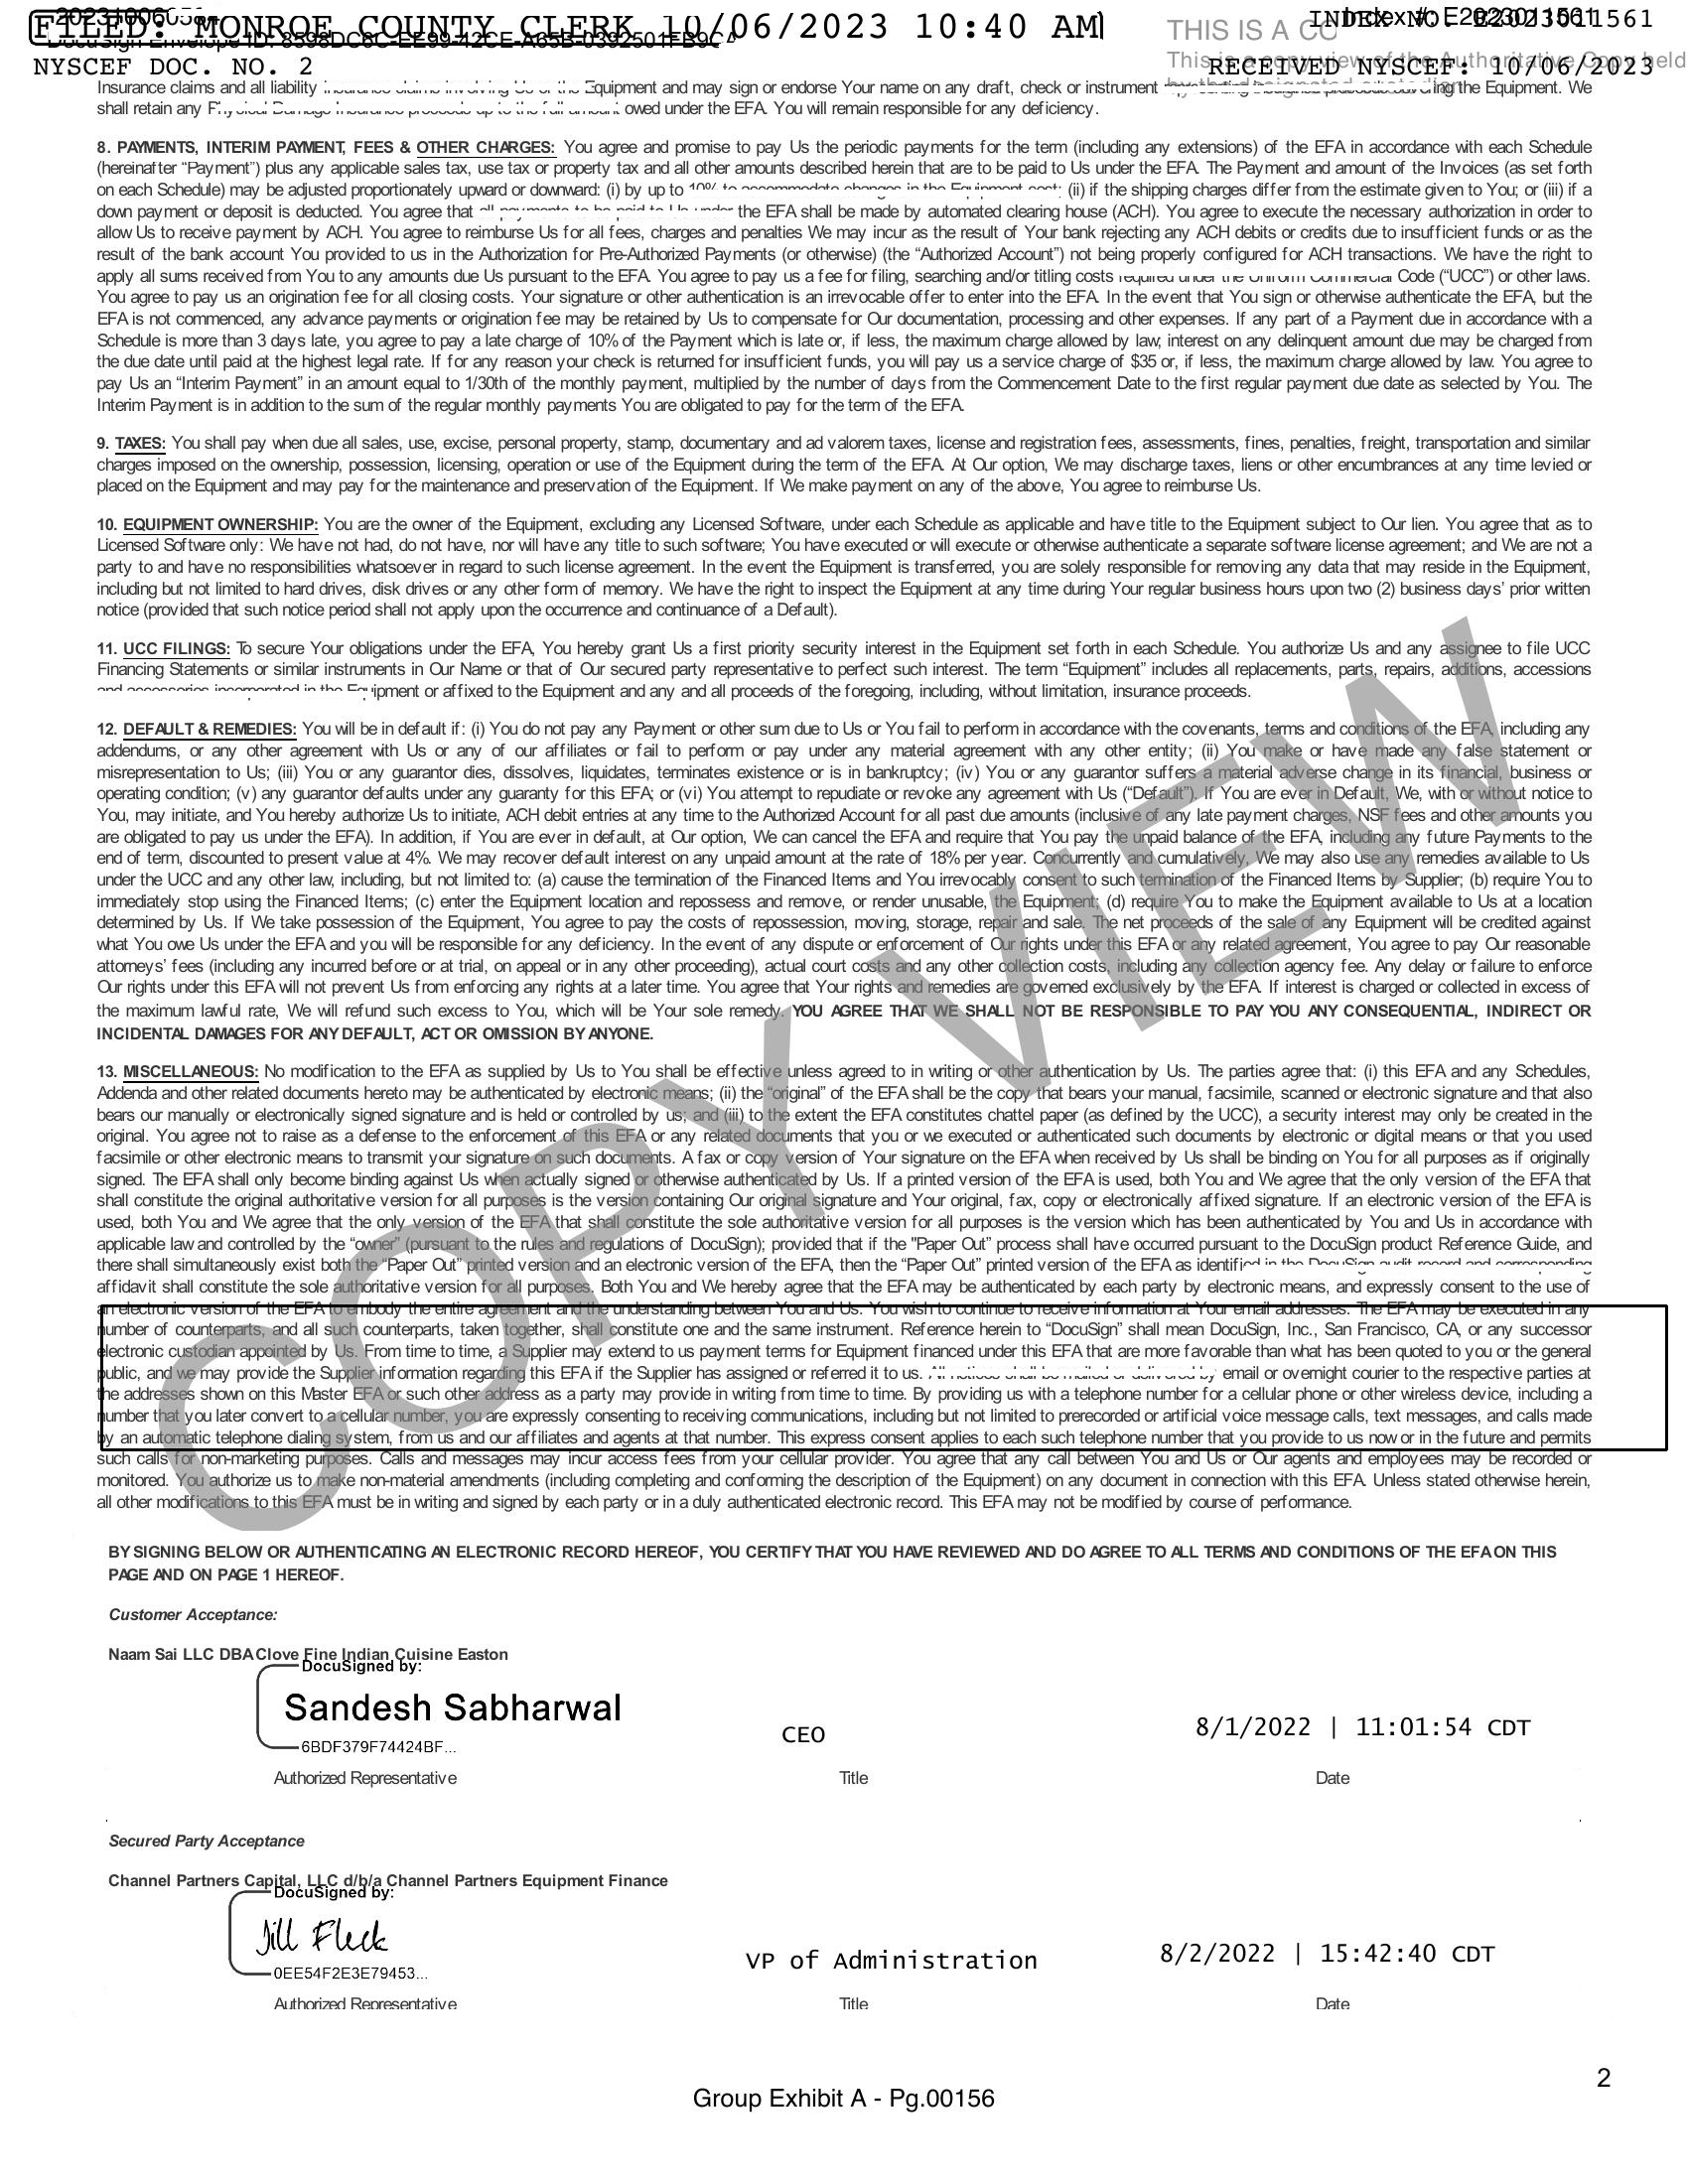 FILED: MONROE COUNTY CLERK 10/06/2023 10:40 AM
INDEX NO. E2023011561
NYSCEF DOC. NO. 2
RECEIVED NYSCEF: 10/06/2023
THIS IS A
This is a copy view of the Authoritative Copy held
Insurance claims and all liability Equipment and may sign or endorse Your name on any draft, check or instrument the Equipment. We
shall retain any owed under the EFA. You will remain responsible for any deficiency.
8. PAYMENTS, INTERIM PAYMENT, FEES & OTHER CHARGES: You agree and promise to pay Us the periodic payments for the term (including any extensions) of the EFA in accordance with each Schedule
(hereinafter “Payment”) plus any applicable sales tax, use tax or property tax and all other amounts described herein that are to be paid to Us under the EFA. The Payment and amount of the Invoices (as set forth
on each Schedule) may be adjusted proportionately upward or downward: (i) by up to 10% to accommodate changes in the Equipment cost; (ii) if the shipping charges differ from the estimate given to You; or (iii) if a
down payment or deposit is deducted. You agree that all payments to be paid to Us under the EFA shall be made by automated clearing house (ACH). You agree to execute the necessary authorization in order to
allow Us to receive payment by ACH. You agree to reimburse Us for all fees, charges and penalties We may incur as the result of Your bank rejecting any ACH debits or credits due to insufficient funds or as the
result of the bank account You provided to us in the Authorization for Pre-Authorized Payments (or otherwise) (the “Authorized Account”) not being properly configured for ACH transactions. We have the right to
apply all sums received from You to any amounts due Us pursuant to the EFA. You agree to pay us a fee for filing, searching and/or titling costs required under the Uniform Commercial Code (“UCC”) or other laws.
You agree to pay us an origination fee for all closing costs. Your signature or other authentication is an irrevocable offer to enter into the EFA. In the event that You sign or otherwise authenticate the EFA, but the
EFA is not commenced, any advance payments or origination fee may be retained by Us to compensate for Our documentation, processing and other expenses. If any part of a Payment due in accordance with a
Schedule is more than 3 days late, you agree to pay a late charge of 10% of the Payment which is late or, if less, the maximum charge allowed by law; interest on any delinquent amount due may be charged from
the due date until paid at the highest legal rate. If for any reason your check is returned for insufficient funds, you will pay us a service charge of $35 or, if less, the maximum charge allowed by law. You agree to
pay Us an “Interim Payment” in an amount equal to 1/30th of the monthly payment, multiplied by the number of days from the Commencement Date to the first regular payment due date as selected by You. The
Interim Payment is in addition to the sum of the regular monthly payments You are obligated to pay for the term of the EFA.
9. TAXES: You shall pay when due all sales, use, excise, personal property, stamp, documentary and ad valorem taxes, license and registration fees, assessments, fines, penalties, freight, transportation and similar
charges imposed on the ownership, possession, licensing, operation or use of the Equipment during the term of the EFA. At Our option, We may discharge taxes, liens or other encumbrances at any time levied or
placed on the Equipment and may pay for the maintenance and preservation of the Equipment. If We make payment on any of the above, You agree to reimburse Us.
10. EQUIPMENT OWNERSHIP: You are the owner of the Equipment, excluding any Licensed Software, under each Schedule as applicable and have title to the Equipment subject to Our lien. You agree that as to
Licensed Software only: We have not had, do not have, nor will have any title to such software; You have executed or will execute or otherwise authenticate a separate software license agreement; and We are not a
party to and have no responsibilities whatsoever in regard to such license agreement. In the event the Equipment is transferred, you are solely responsible for removing any data that may reside in the Equipment,
including but not limited to hard drives, disk drives or any other form of memory. We have the right to inspect the Equipment at any time during Your regular business hours upon two (2) business days’ prior written
notice (provided that such notice period shall not apply upon the occurrence and continuance of a Default).
11. UCC FILINGS: To secure Your obligations under the EFA, You hereby grant Us a first priority security interest in the Equipment set forth in each Schedule. You authorize Us and any assignee to file UCC
Financing Statements or similar instruments in Our Name or that of Our secured party representative to perfect such interest. The term “Equipment” includes all replacements, parts, repairs, additions, accessions
and accessories incorporated in the Equipment or affixed to the Equipment and any and all proceeds of the foregoing, including, without limitation, insurance proceeds.
12. DEFAULT & REMEDIES: You will be in default if: (i) You do not pay any Payment or other sum due to Us or You fail to perform in accordance with the covenants, terms and conditions of the EFA, including any
addendums, or any other agreement with Us or any of our affiliates or fail to perform or pay under any material agreement with any other entity; (ii) You make or have made any false statement or
misrepresentation to Us; (iii) You or any guarantor dies, dissolves, liquidates, terminates existence or is in bankruptcy; (iv) You or any guarantor suffers a material adverse change in its financial, business or
operating condition; (v) any guarantor defaults under any guaranty for this EFA; or (vi) You attempt to repudiate or revoke any agreement with Us (“Default”). If You are ever in Default, We, with or without notice to
You, may initiate, and You hereby authorize Us to initiate, ACH debit entries at any time to the Authorized Account for all past due amounts (inclusive of any late payment charges, NSF fees and other amounts you
are obligated to pay us under the EFA). In addition, if You are ever in default, at Our option, We can cancel the EFA and require that You pay the unpaid balance of the EFA, including any future Payments to the
end of term, discounted to present value at 4%. We may recover default interest on any unpaid amount at the rate of 18% per year. Concurrently and cumulatively, We may also use any remedies available to Us
under the UCC and any other law, including, but not limited to: (a) cause the termination of the Financed Items and You irrevocably consent to such termination of the Financed Items by Supplier; (b) require You to
immediately stop using the Financed Items; (c) enter the Equipment location and repossess and remove, or render unusable, the Equipment; (d) require You to make the Equipment available to Us at a location
determined by Us. If We take possession of the Equipment, You agree to pay the costs of repossession, moving, storage, repair and sale. The net proceeds of the sale of any Equipment will be credited against
what You owe Us under the EFA and you will be responsible for any deficiency. In the event of any dispute or enforcement of Our rights under this EFA or any related agreement, You agree to pay Our reasonable
attorneys’ fees (including any incurred before or at trial, on appeal or in any other proceeding), actual court costs and any other collection costs, including any collection agency fee. Any delay or failure to enforce
Our rights under this EFA will not prevent Us from enforcing any rights at a later time. You agree that Your rights and remedies are governed exclusively by the EFA. If interest is charged or collected in excess of
the maximum lawful rate, We will refund such excess to You, which will be Your sole remedy. YOU AGREE THAT WE SHALL NOT BE RESPONSIBLE TO PAY YOU ANY CONSEQUENTIAL, INDIRECT OR
INCIDENTAL DAMAGES FOR ANY DEFAULT, ACT OR OMISSION BY ANYONE.
13. MISCELLANEOUS: No modification to the EFA as supplied by Us to You shall be effective unless agreed to in writing or other authentication by Us. The parties agree that: (i) this EFA and any Schedules,
Addenda and other related documents hereto may be authenticated by electronic means; (ii) the “original” of the EFA shall be the copy that bears your manual, facsimile, scanned or electronic signature and that also
bears our manually or electronically signed signature and is held or controlled by us; and (iii) to the extent the EFA constitutes chattel paper (as defined by the UCC), a security interest may only be created in the
original. You agree not to raise as a defense to the enforcement of this EFA or any related documents that you or we executed or authenticated such documents by electronic or digital means or that you used
facsimile or other electronic means to transmit your signature on such documents. A fax or copy version of Your signature on the EFA when received by Us shall be binding on You for all purposes as if originally
signed. The EFA shall only become binding against Us when actually signed or otherwise authenticated by Us. If a printed version of the EFA is used, both You and We agree that the only version of the EFA that
shall constitute the original authoritative version for all purposes is the version containing Our original signature and Your original, fax, copy or electronically affixed signature. If an electronic version of the EFA is
used, both You and We agree that the only version of the EFA that shall constitute the sole authoritative version for all purposes is the version which has been authenticated by You and Us in accordance with
applicable law and controlled by the “owner” (pursuant to the rules and regulations of DocuSign); provided that if the "Paper Out” process shall have occurred pursuant to the DocuSign product Reference Guide, and
there shall simultaneously exist both the “Paper Out” printed version and an electronic version of the EFA, then the “Paper Out” printed version of the EFA as identified in the DocuSign audit record and corresponding
affidavit shall constitute the sole authoritative version for all purposes. Both You and We hereby agree that the EFA may be authenticated by each party by electronic means, and expressly consent to the use of
an electronic version of the EFA to embody the entire agreement and the understanding between You and Us. You wish to continue to receive information at Your email addresses. The EFA may be executed in any
number of counterparts, and all such counterparts, taken together, shall constitute one and the same instrument. Reference herein to “DocuSign” shall mean DocuSign, Inc., San Francisco, CA, or any successor
electronic custodian appointed by Us. From time to time, a Supplier may extend to us payment terms for Equipment financed under this EFA that are more favorable than what has been quoted to you or the general
public, and we may provide the Supplier information regarding this EFA if the Supplier has assigned or referred it to us. All notices shall be mailed or delivered by email or overnight courier to the respective parties at
the addresses shown on this Master EFA or such other address as a party may provide in writing from time to time. By providing us with a telephone number for a cellular phone or other wireless device, including a
number that you later convert to a cellular number, you are expressly consenting to receiving communications, including but not limited to prerecorded or artificial voice message calls, text messages, and calls made
by an automatic telephone dialing system, from us and our affiliates and agents at that number. This express consent applies to each such telephone number that you provide to us now or in the future and permits
such calls for non-marketing purposes. Calls and messages may incur access fees from your cellular provider. You agree that any call between You and Us or Our agents and employees may be recorded or
monitored. You authorize us to make non-material amendments (including completing and conforming the description of the Equipment) on any document in connection with this EFA. Unless stated otherwise herein,
all other modifications to this EFA must be in writing and signed by each party or in a duly authenticated electronic record. This EFA may not be modified by course of performance.
COPY VIEW
BY SIGNING BELOW OR AUTHENTICATING AN ELECTRONIC RECORD HEREOF, YOU CERTIFY THAT YOU HAVE REVIEWED AND DO AGREE TO ALL TERMS AND CONDITIONS OF THE EFA ON THIS
PAGE AND ON PAGE 1 HEREOF.
Customer Acceptance:
Naam Sai LLC DBA Clove Fine Indian Cuisine Easton
DocuSigned by:
Sandesh Sabharwal
6BDF379F74424BF...
CEO
8/1/2022 | 11:01:54 CDT
Authorized Representative Title Date
Secured Party Acceptance
Channel Partners Capital, LLC d/b/a Channel Partners Equipment Finance
DocuSigned by:
Jill Fleck
0EE54F2E3E79453...
VP of Administration
8/2/2022 | 15:42:40 CDT
Authorized Representative Title Date
2
Group Exhibit A - Pg.00156